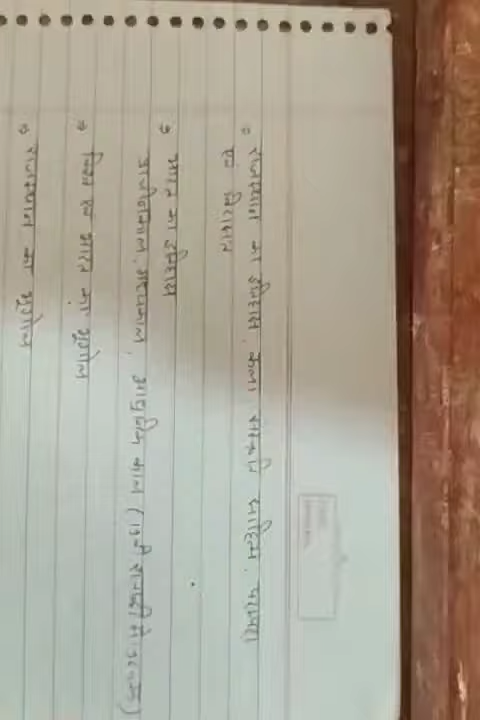 → राजस्थान का इतिहास, कला संस्कृति, साहित्य, परम्परा
एवं विरासत
→ भारत का इतिहास
प्राचीनकाल, मध्यकाल, आधुनिक काल (19वीं शताब्दी से
→ विश्व एवं भारत का भूगोल
→ राजस्थान का भूगोल